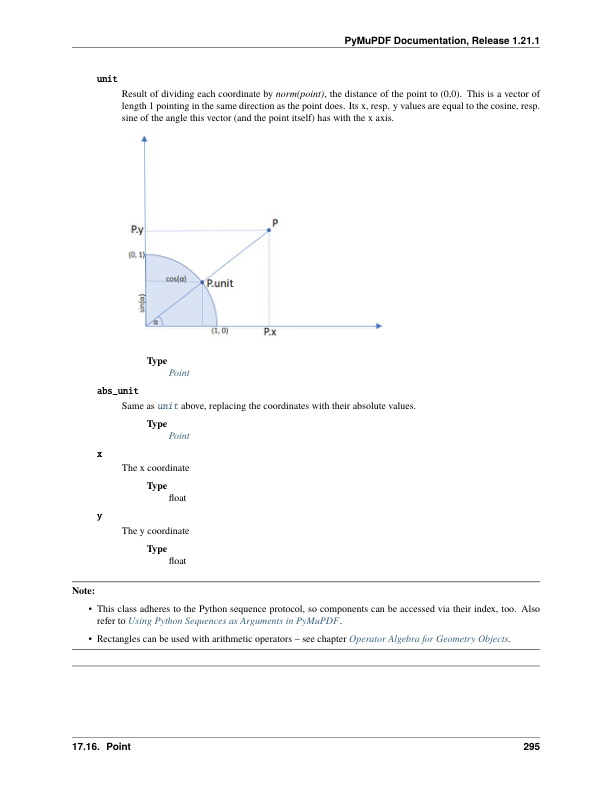 PyMuPDF Documentation, Release 1.21.1
unit
Result of dividing each coordinate by norm(point), the distance of the point to (0,0). This is a vector of
length 1 pointing in the same direction as the point does. Its x, resp. y values are equal to the cosine, resp.
sine of the angle this vector (and the point itself) has with the x axis.
P
P.y
(0, 1)
cos(α)
P.unit
sin(α)
α
(1, 0)
P.x
Type
Point
abs_unit
Same as unit above, replacing the coordinates with their absolute values.
Type
Point
x
The x coordinate
Type
float
y
The y coordinate
Type
float
Note:
• This class adheres to the Python sequence protocol, so components can be accessed via their index, too. Also
refer to Using Python Sequences as Arguments in PyMuPDF.
• Rectangles can be used with arithmetic operators – see chapter Operator Algebra for Geometry Objects.
17.16. Point 295